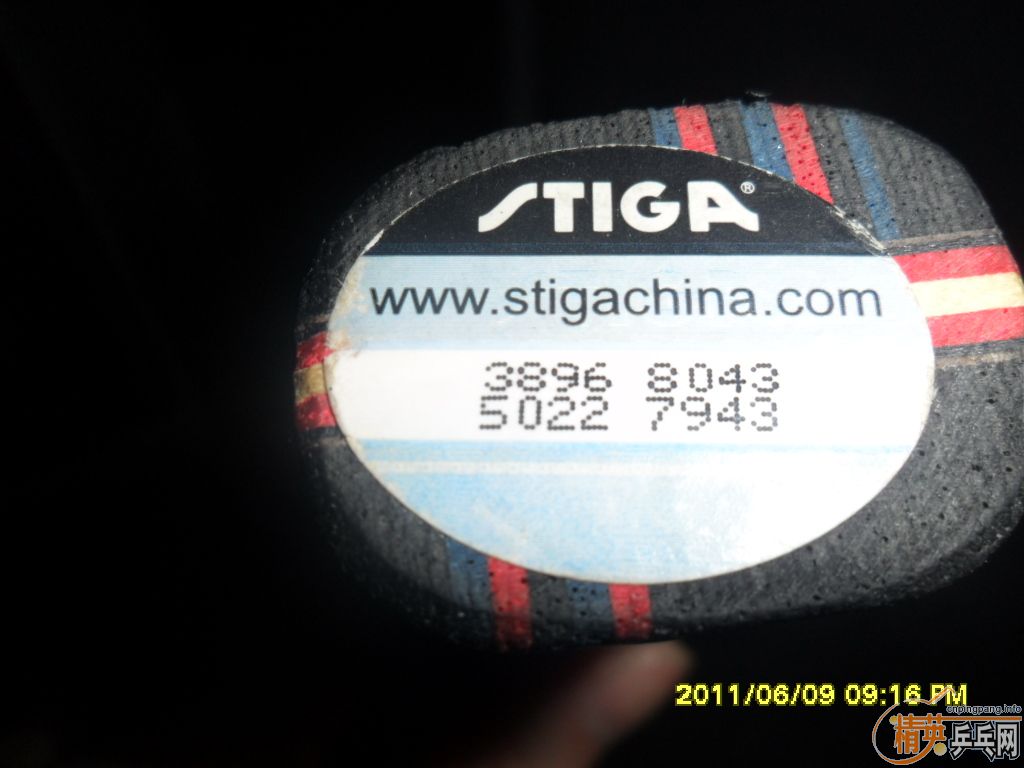 STIGA®
www.stigachina.com
3896 8043
5022 7943
2011/06/09 09:16 PM
cnpingpang.info
精英乒乓网